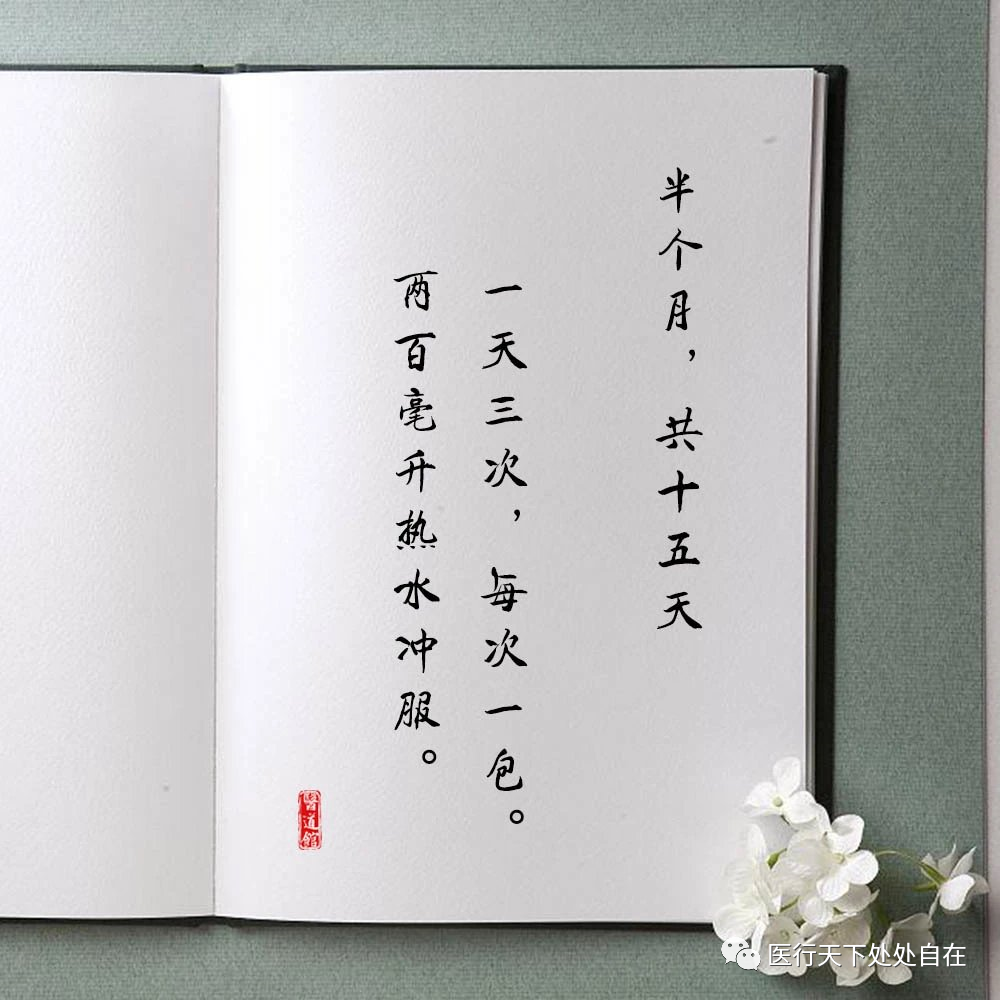 半个月，共十五天
一天三次，每次一包。
两百毫升热水冲服。
醫道館
医行天下处处自在